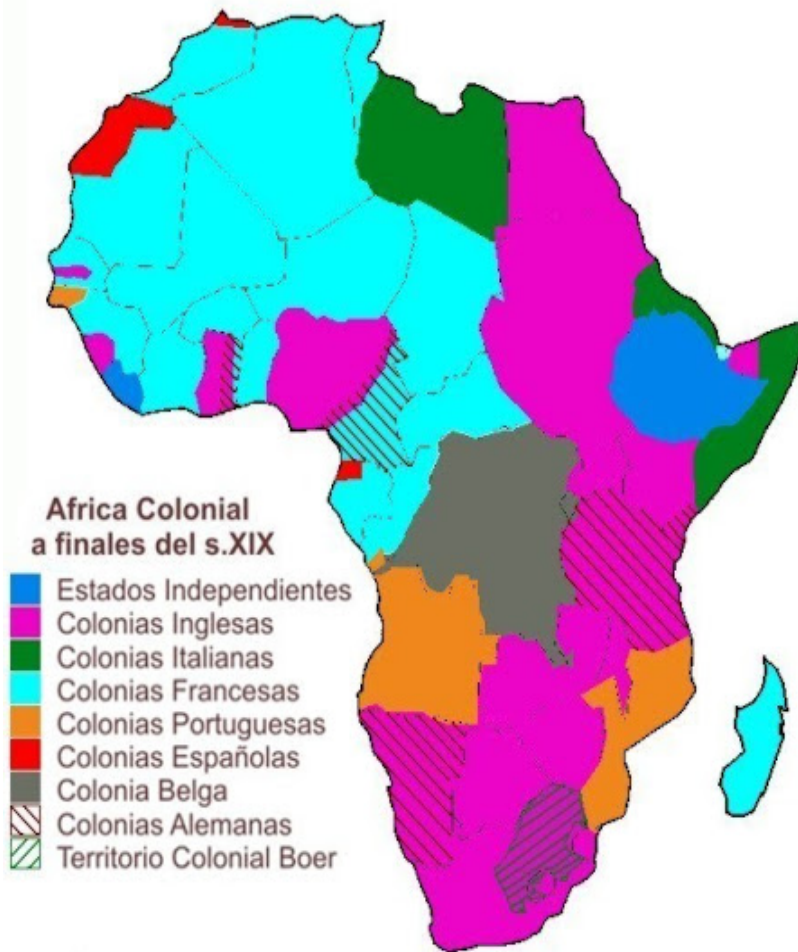 Africa Colonial
a finales del s.XIX
Estados Independientes
Colonias Inglesas
Colonias Italianas
Colonias Francesas
Colonias Portuguesas
Colonias Españolas
Colonia Belga
Colonias Alemanas
Territorio Colonial Boer